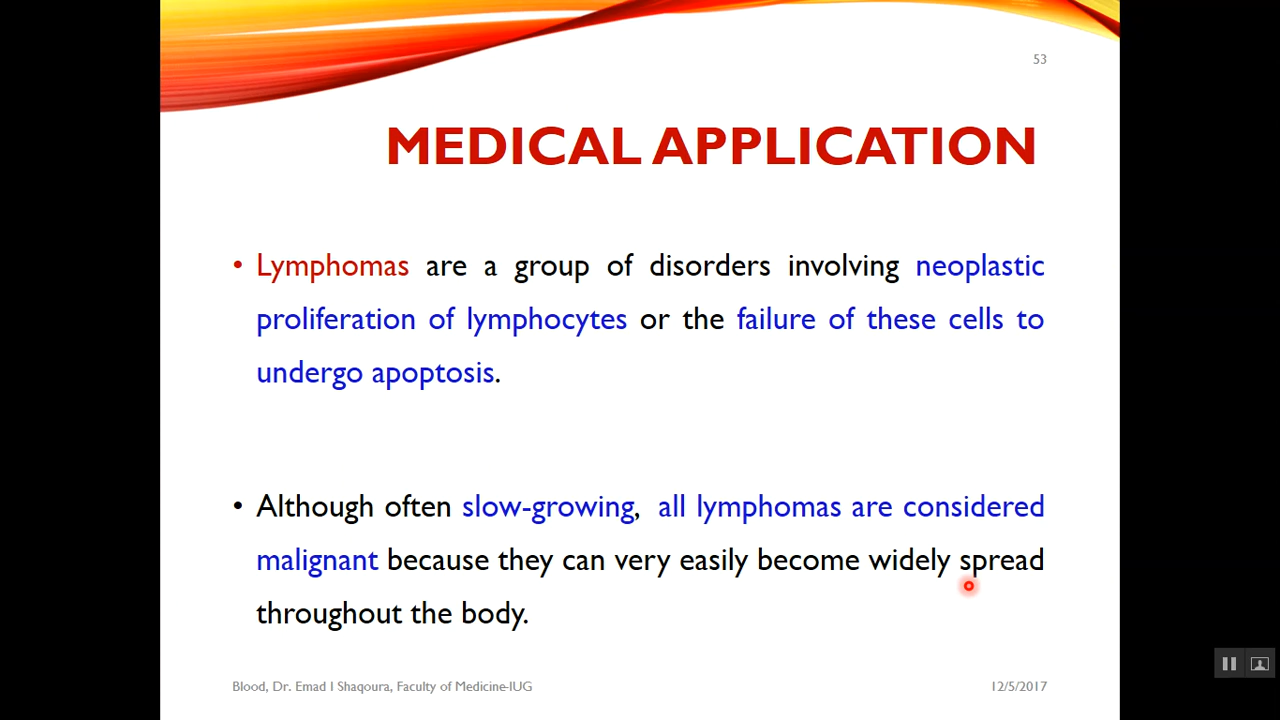 53
MEDICAL APPLICATION
• Lymphomas are a group of disorders involving neoplastic
proliferation of lymphocytes or the failure of these cells to
undergo apoptosis.
• Although often slow-growing, all lymphomas are considered
malignant because they can very easily become widely spread
throughout the body.
Blood, Dr. Emad I Shaqoura, Faculty of Medicine-IUG 12/5/2017